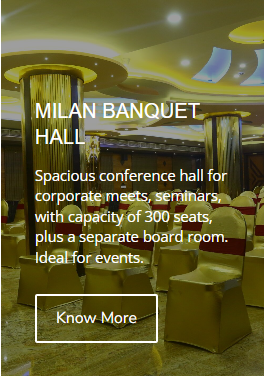 MILAN BANQUET
HALL
Spacious conference hall for
corporate meets, seminars,
with capacity of 300 seats,
plus a separate board room.
Ideal for events.
Know More